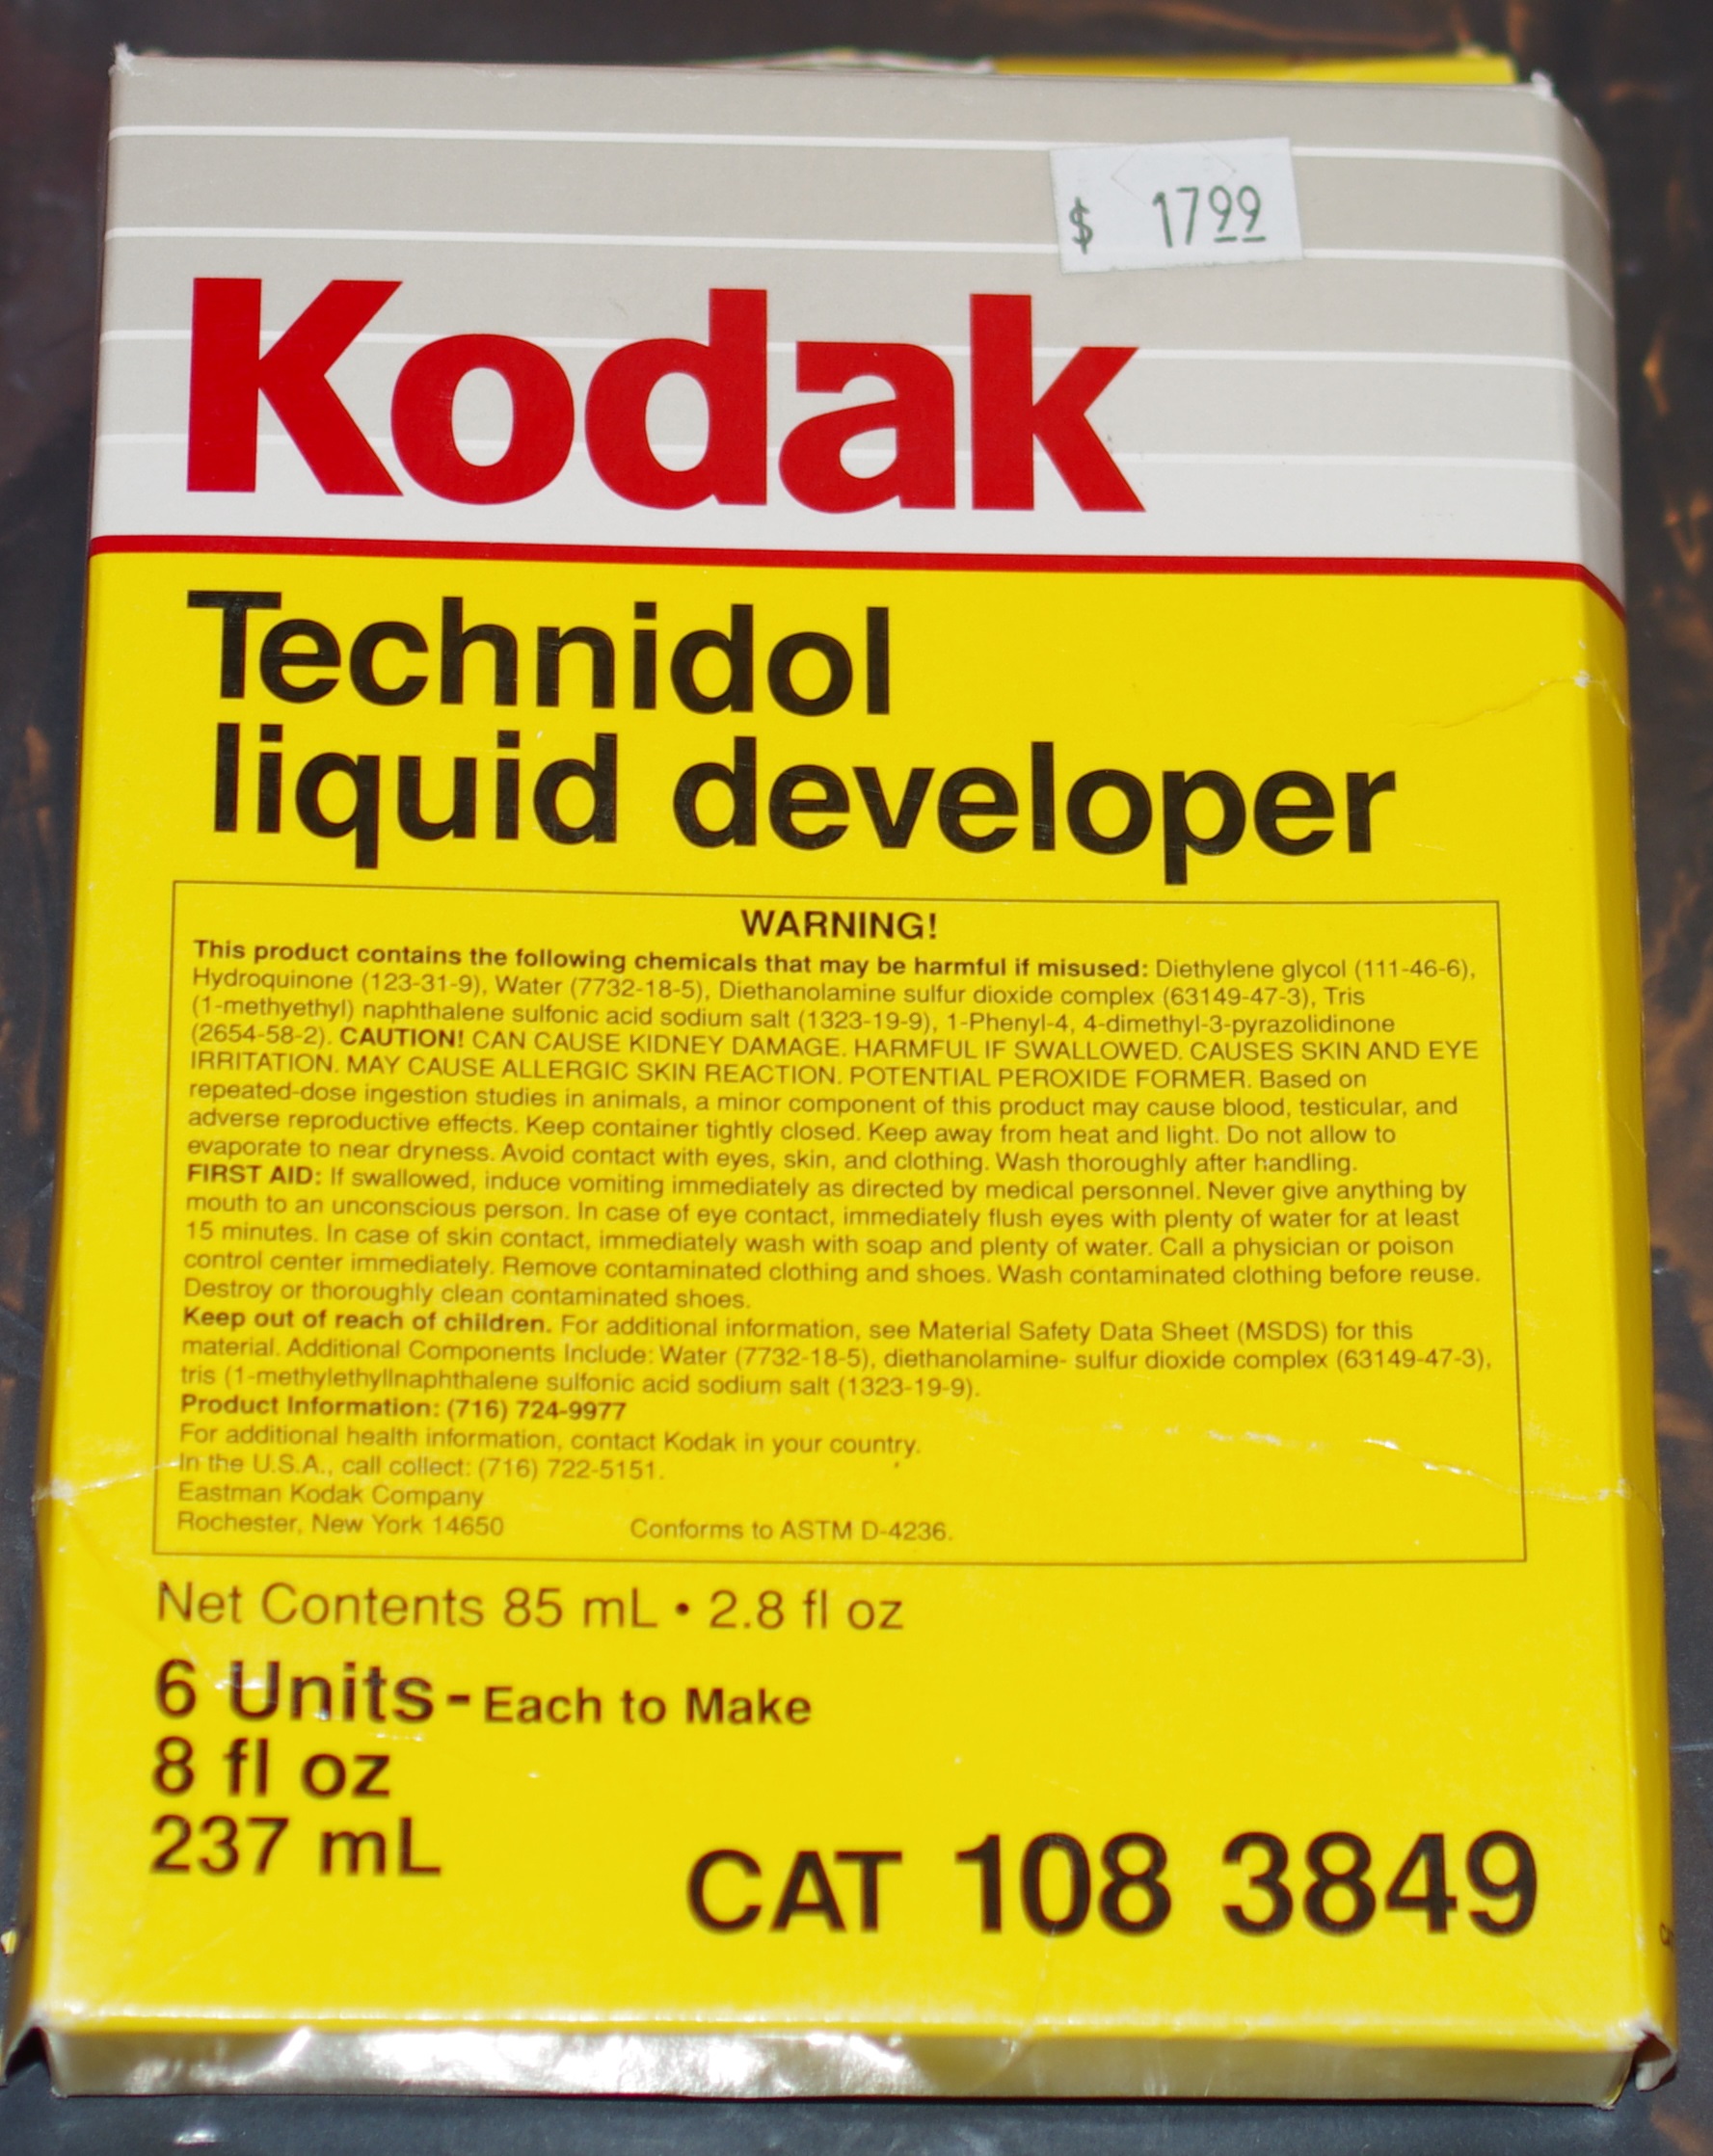 $ 17.99
Kodak
Technidol
liquid developer
WARNING!
This product contains the following chemicals that may be harmful if misused: Diethylene glycol (111-46-6),
Hydroquinone (123-31-9), Water (7732-18-5), Diethanolamine sulfur dioxide complex (63149-47-3), Tris
(1-methyethyl) naphthalene sulfonic acid sodium salt (1323-19-9), 1-Phenyl-4, 4-dimethyl-3-pyrazolidinone
(2654-58-2). CAUTION! CAN CAUSE KIDNEY DAMAGE. HARMFUL IF SWALLOWED. CAUSES SKIN AND EYE
IRRITATION. MAY CAUSE ALLERGIC SKIN REACTION. POTENTIAL PEROXIDE FORMER. Based on
repeated-dose ingestion studies in animals, a minor component of this product may cause blood, testicular, and
adverse reproductive effects. Keep container tightly closed. Keep away from heat and light. Do not allow to
evaporate to near dryness. Avoid contact with eyes, skin, and clothing. Wash thoroughly after handling.
FIRST AID: If swallowed, induce vomiting immediately as directed by medical personnel. Never give anything by
mouth to an unconscious person. In case of eye contact, immediately flush eyes with plenty of water for at least
15 minutes. In case of skin contact, immediately wash with soap and plenty of water. Call a physician or poison
control center immediately. Remove contaminated clothing and shoes. Wash contaminated clothing before reuse.
Destroy or thoroughly clean contaminated shoes.
Keep out of reach of children. For additional information, see Material Safety Data Sheet (MSDS) for this
material. Additional Components Include: Water (7732-18-5), diethanolamine- sulfur dioxide complex (63149-47-3),
tris (1-methylethyllnaphthalene sulfonic acid sodium salt (1323-19-9).
Product Information: (716) 724-9977
For additional health information, contact Kodak in your country.
In the U.S.A., call collect: (716) 722-5151.
Eastman Kodak Company
Rochester, New York 14650 Conforms to ASTM D-4236.
Net Contents 85 mL • 2.8 fl oz
6 Units - Each to Make
8 fl oz
237 mL
CAT 108 3849